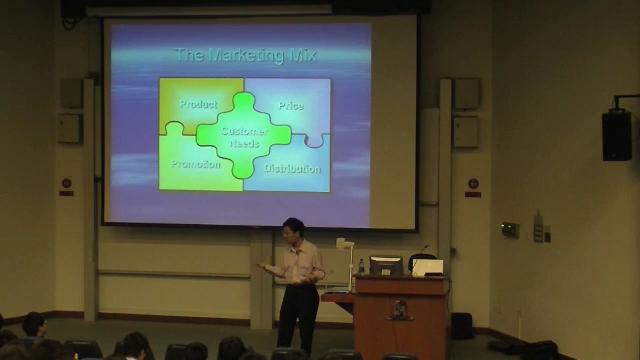 The Marketing Mix
Product
Price
Customer
Needs
Promotion
Distribution